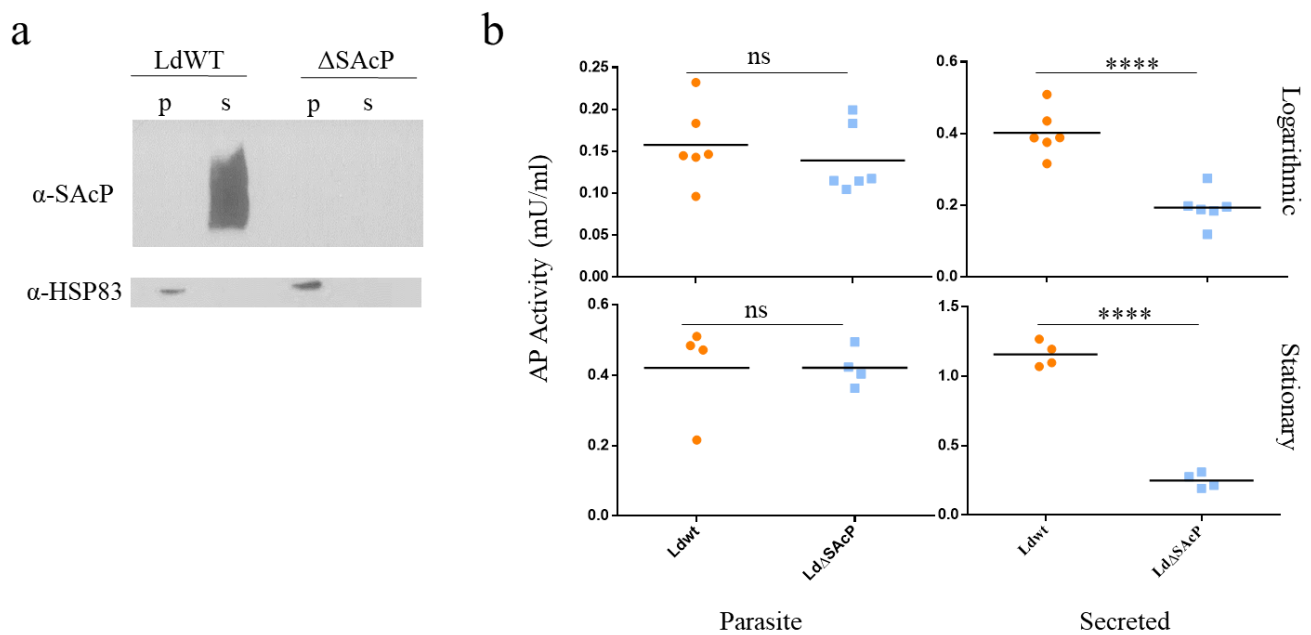 a
LdWT ΔSAcP
p s p s
α-SAcP
α-HSP83
b
AP Activity (mU/ml)
ns
0.25
0.20
0.15
0.10
0.05
0.00
****
0.6
0.4
0.2
0.0
Logarithmic
ns
0.6
0.4
0.2
0.0
Ldwt
LdΔSAcP
****
1.5
1.0
0.5
0.0
Ldwt
LdΔSAcP
Stationary
Parasite
Secreted